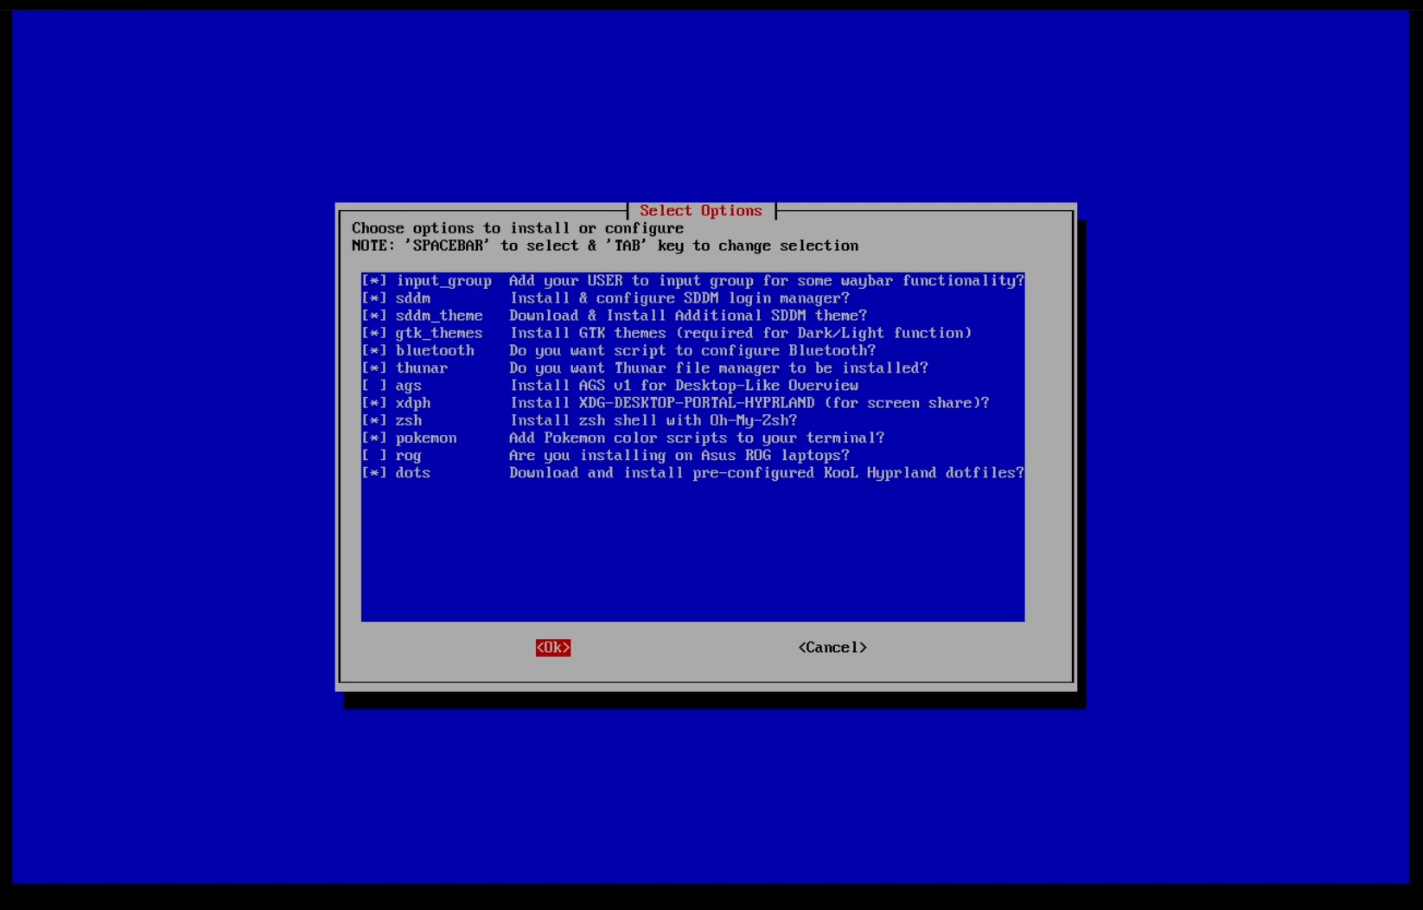 Select Options
Choose options to install or configure
NOTE: 'SPACEBAR' to select & 'TAB' key to change selection
[*] input_group Add your USER to input group for some waybar functionality?
[*] sddm Install & configure SDDM login manager?
[*] sddm_theme Download & Install Additional SDDM theme?
[*] gtk_themes Install GTK themes (required for Dark/Light function)
[*] bluetooth Do you want script to configure Bluetooth?
[*] thunar Do you want Thunar file manager to be installed?
[ ] ags Install AGS v1 for Desktop-Like Overview
[*] xdph Install XDG-DESKTOP-PORTAL-HYPRLAND (for screen share)?
[*] zsh Install zsh shell with Oh-My-Zsh?
[*] pokemon Add Pokemon color scripts to your terminal?
[ ] rog Are you installing on Asus ROG laptops?
[*] dots Download and install pre-configured KooL Hyprland dotfiles?
<Ok> <Cancel>